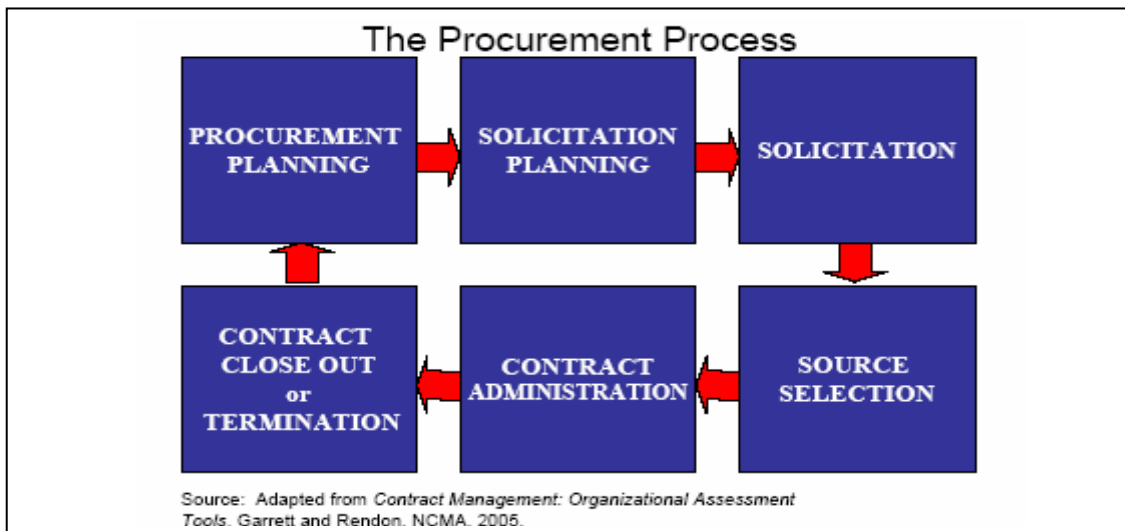 The Procurement Process
PROCUREMENT
PLANNING
SOLICITATION
PLANNING
SOLICITATION
SOURCE
SELECTION
CONTRACT
ADMINISTRATION
CONTRACT
CLOSE OUT
or
TERMINATION
Source: Adapted from Contract Management: Organizational Assessment
Tools, Garrett and Rendon, NCMA, 2005.